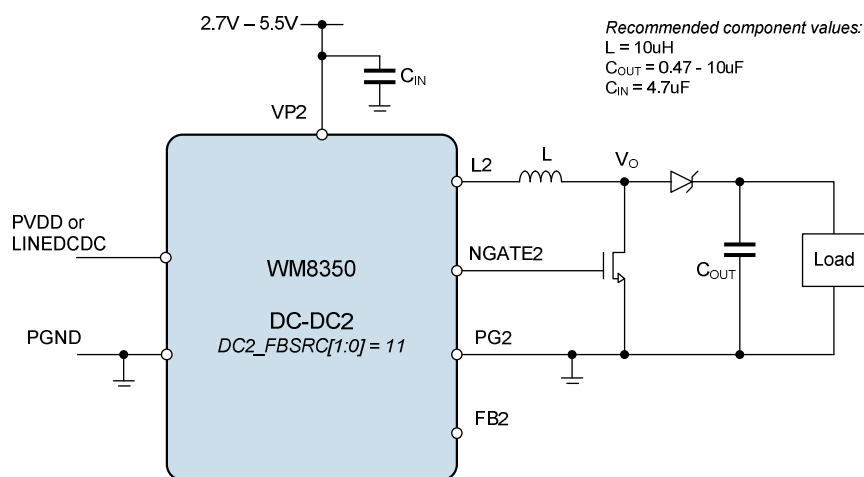 2.7V – 5.5V
Recommended component values:
L = 10uH
COUT = 0.47 - 10uF
CIN = 4.7uF
CIN
VP2
L2
L
VO
PVDD or
LINEDCDC
WM8350
NGATE2
COUT
Load
DC-DC2
DC2_FBSRC[1:0] = 11
PGND
PG2
FB2